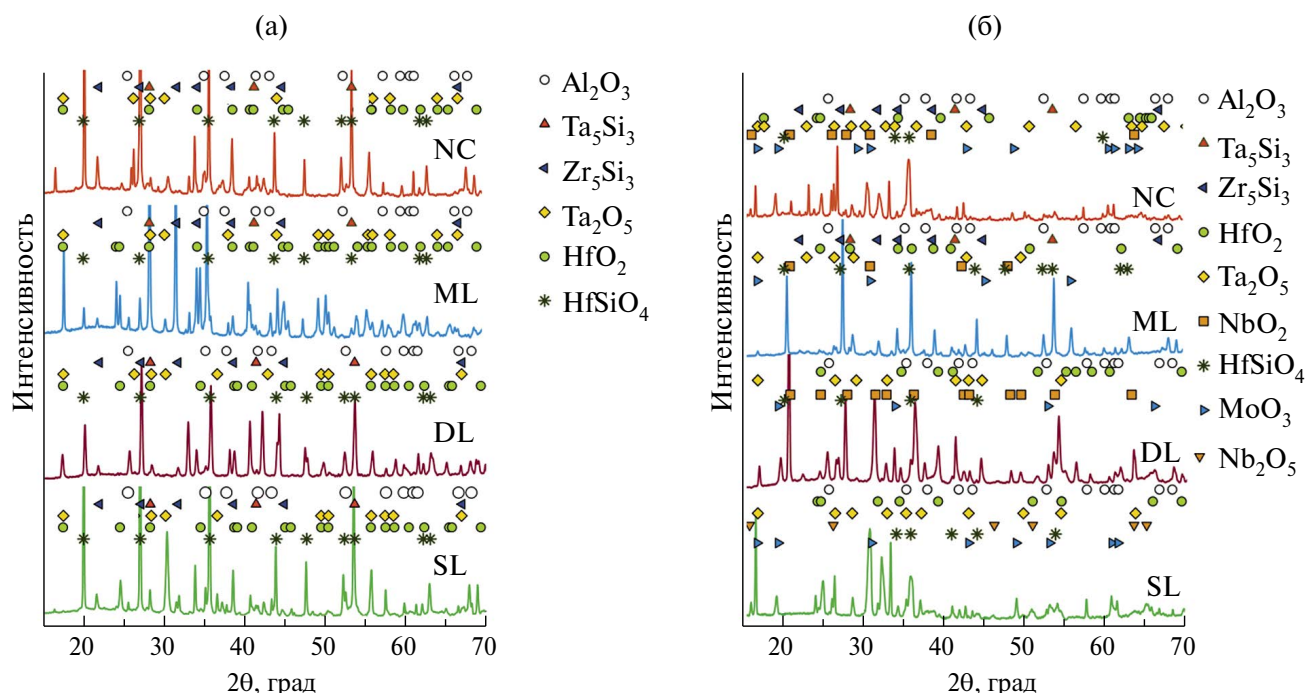 (а)
Интенсивность
NC
ML
DL
SL
20
30
40
50
60
70
2θ, град
Al₂O₃
Ta₅Si₃
Zr₅Si₃
Ta₂O₅
HfO₂
HfSiO₄
(б)
Интенсивность
NC
ML
DL
SL
20
30
40
50
60
70
2θ, град
Al₂O₃
Ta₅Si₃
Zr₅Si₃
HfO₂
Ta₂O₅
NbO₂
HfSiO₄
MoO₃
Nb₂O₅